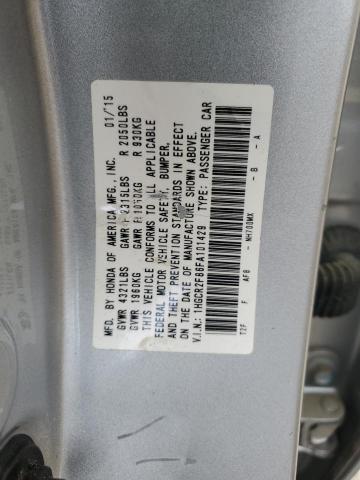 MFD. BY HONDA OF AMERICA MFG., INC. 01/15
GVWR 4321LBS GAWR F 2315LBS R 2050LBS
GVWR 1960KG GAWR F 1050KG R 930KG
THIS VEHICLE CONFORMS TO ALL APPLICABLE
FEDERAL MOTOR VEHICLE SAFETY, BUMPER,
AND THEFT PREVENTION STANDARDS IN EFFECT
ON THE DATE OF MANUFACTURE SHOWN ABOVE.
V.I.N.: 1HGCR2F86FA101429 TYPE: PASSENGER CAR
T2F F AF8 - NH700MX - B - A